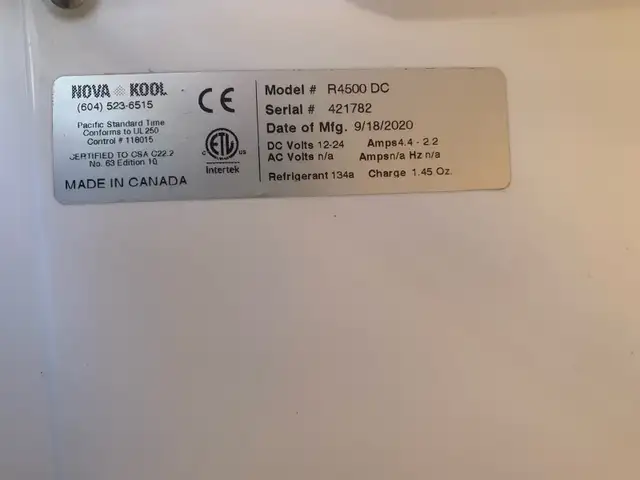 NOVA KOOL
(604) 523-6515
Pacific Standard Time
Conforms to UL250
Control # 118015
CERTIFIED TO CSA C22.2
No. 63 Edition 10
MADE IN CANADA
CE
C ETL US
Intertek
Model # R4500 DC
Serial # 421782
Date of Mfg. 9/18/2020
DC Volts 12-24 Amps4.4 - 2.2
AC Volts n/a Ampsn/a Hz n/a
Refrigerant 134a Charge 1.45 Oz.